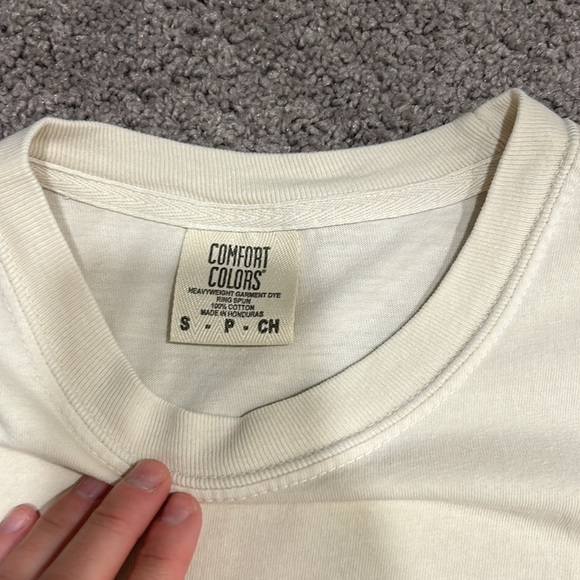 COMFORT
COLORS®
HEAVYWEIGHT GARMENT DYE
RING SPUN
100% COTTON
MADE IN HONDURAS
S - P - CH